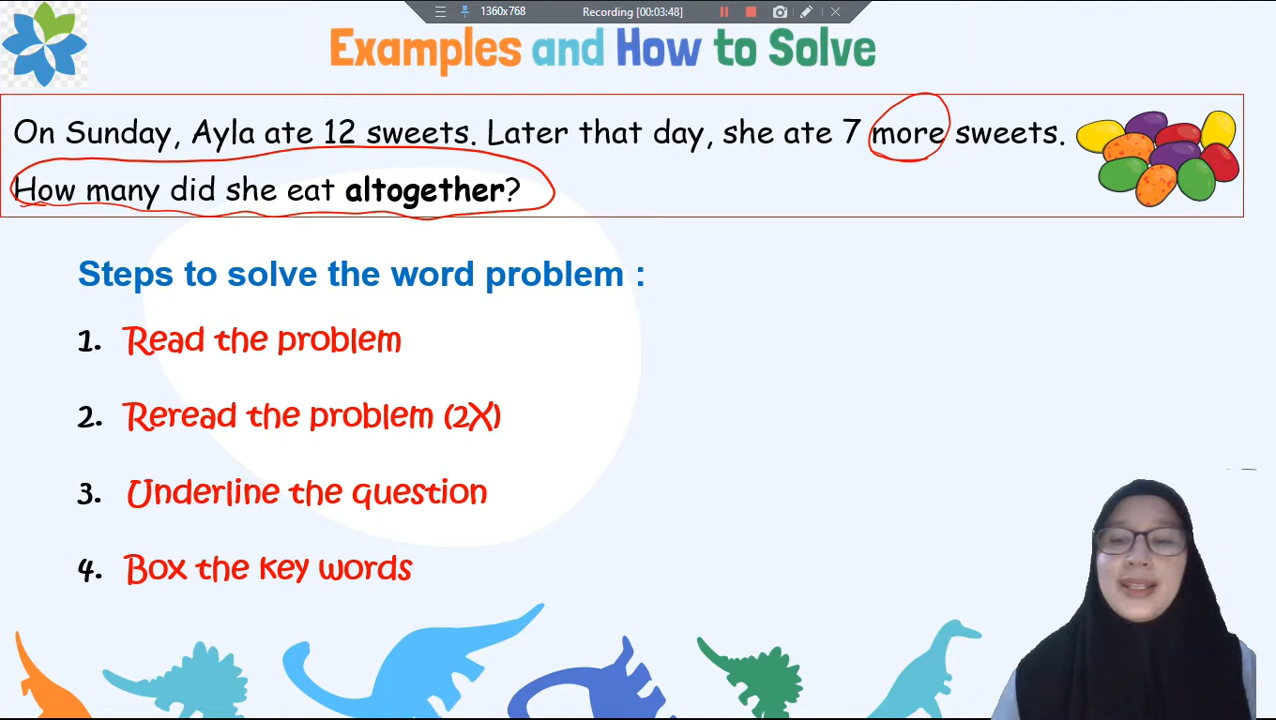 1360x768
Recording [00:03:48]
Examples and How to Solve
On Sunday, Ayla ate 12 sweets. Later that day, she ate 7 more sweets.
How many did she eat altogether?
Steps to solve the word problem :
1. Read the problem
2. Reread the problem (2X)
3. Underline the question
4. Box the key words